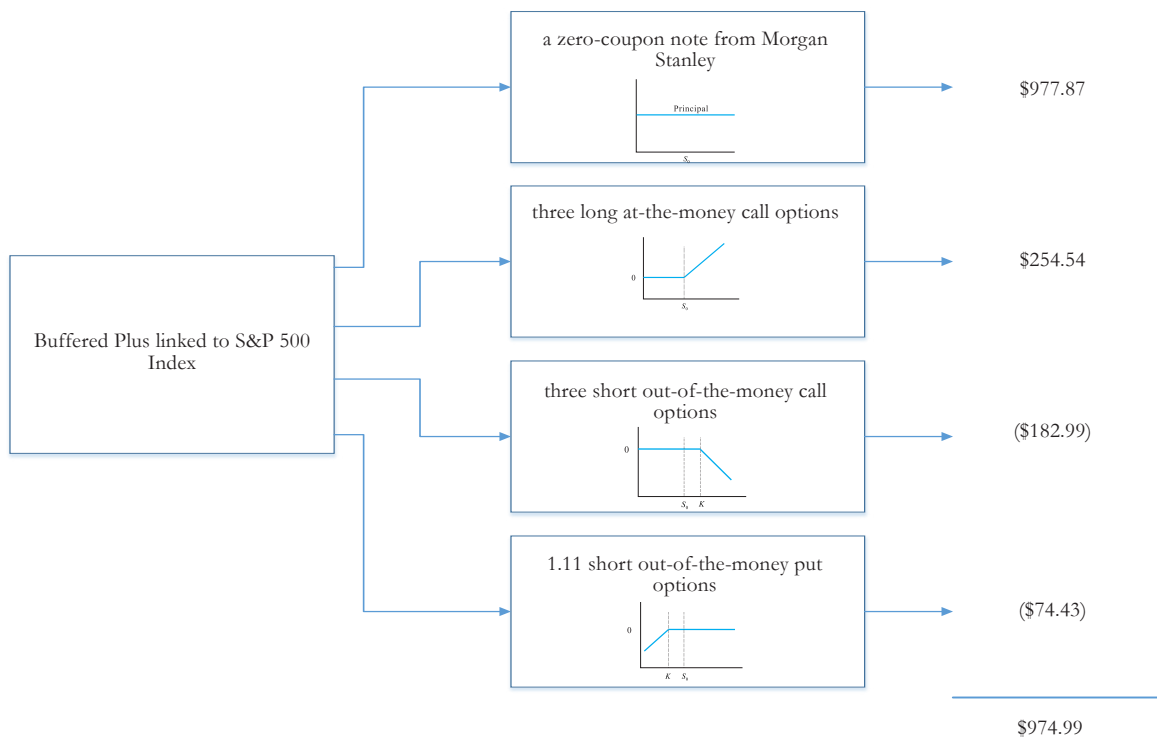 a zero-coupon note from Morgan
Stanley
Principal
S₀
$977.87
three long at-the-money call options
0
S₀
$254.54
Buffered Plus linked to S&P 500
Index
three short out-of-the-money call
options
0
S₀ K
($182.99)
1.11 short out-of-the-money put
options
0
K S₀
($74.43)
$974.99